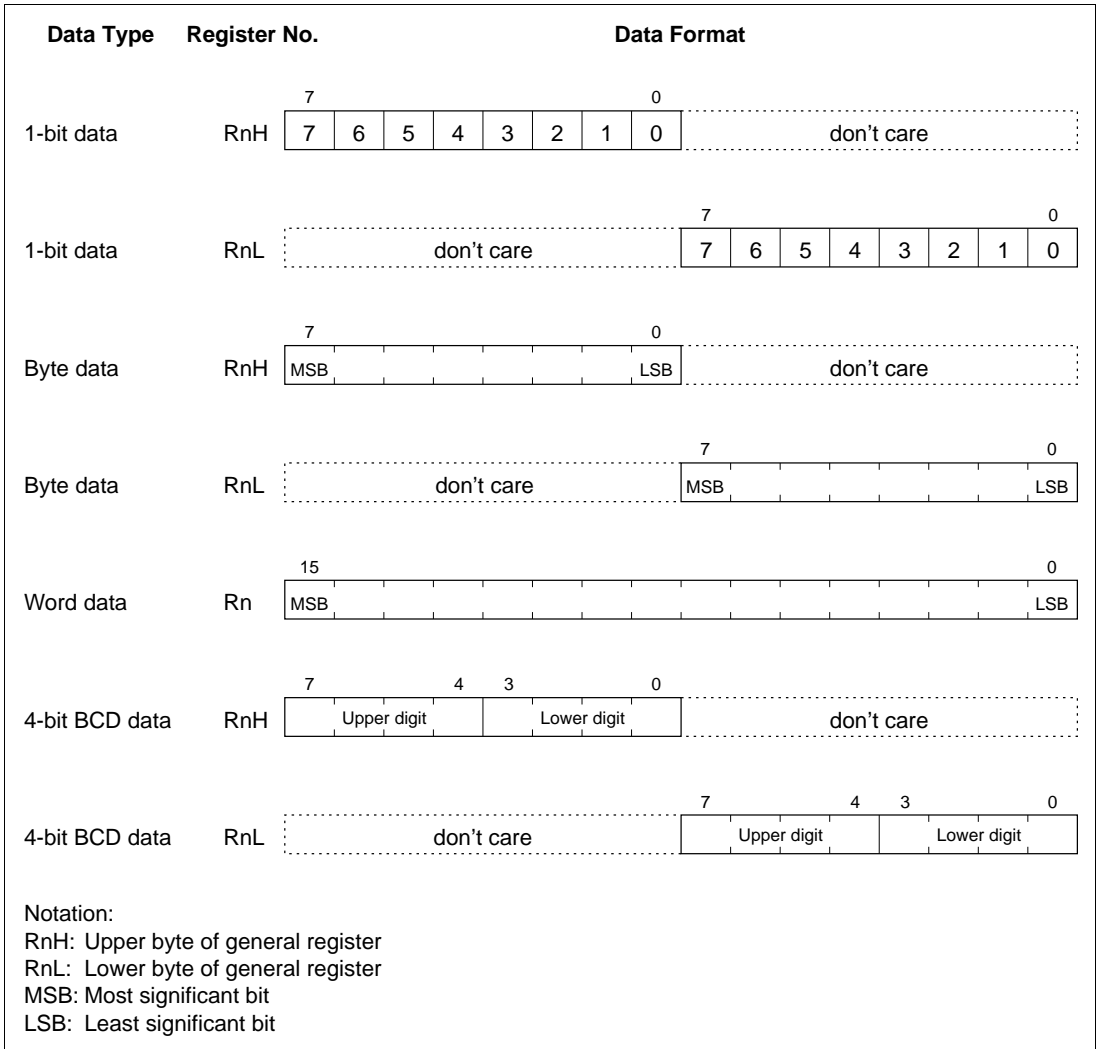 Data Type Register No. Data Format
7 0
1-bit data RnH 7 6 5 4 3 2 1 0 don't care
7 0
1-bit data RnL don't care 7 6 5 4 3 2 1 0
7 0
Byte data RnH MSB LSB don't care
7 0
Byte data RnL don't care MSB LSB
15 0
Word data Rn MSB LSB
7 4 3 0
4-bit BCD data RnH Upper digit Lower digit don't care
7 4 3 0
4-bit BCD data RnL don't care Upper digit Lower digit
Notation:
RnH: Upper byte of general register
RnL: Lower byte of general register
MSB: Most significant bit
LSB: Least significant bit